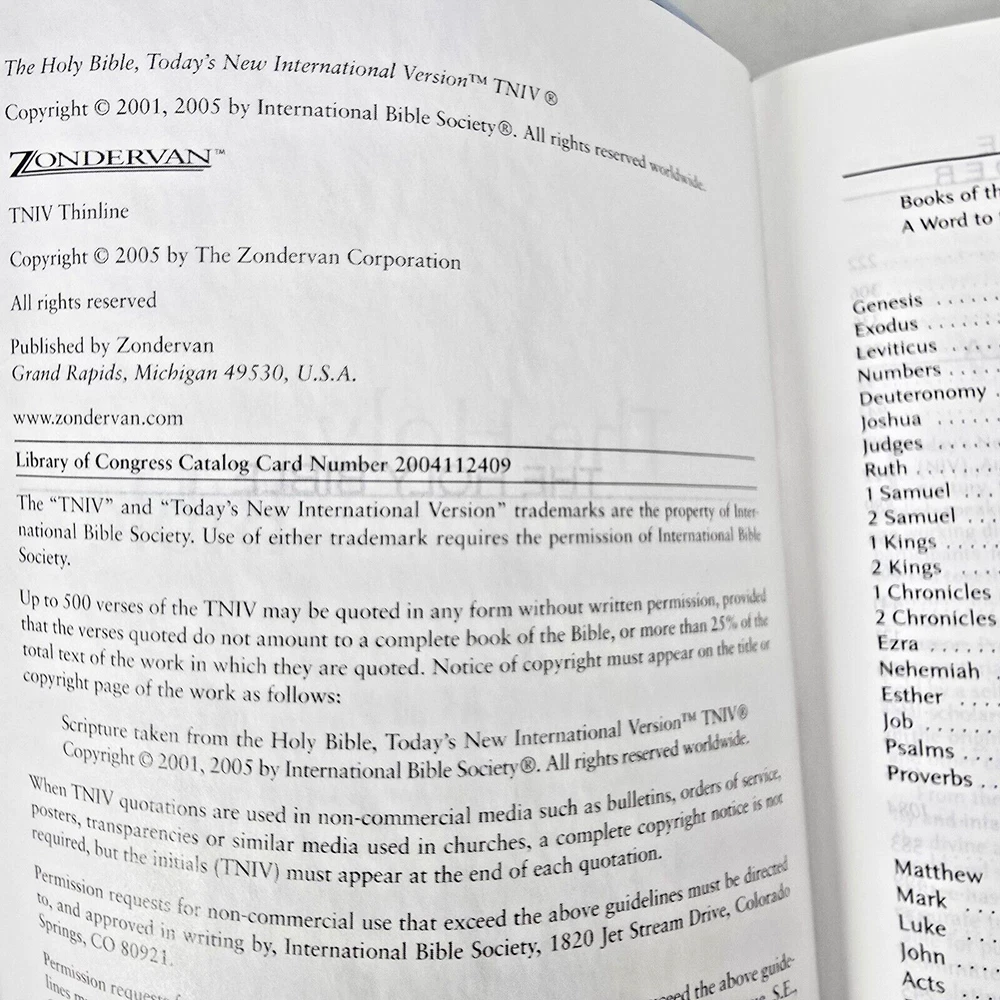 The Holy Bible, Today's New International Version™ TNIV®
Copyright © 2001, 2005 by International Bible Society®. All rights reserved worldwide.
ZONDERVAN™
TNIV Thinline
Copyright © 2005 by The Zondervan Corporation
All rights reserved
Published by Zondervan
Grand Rapids, Michigan 49530, U.S.A.
www.zondervan.com
Library of Congress Catalog Card Number 2004112409
The “TNIV” and “Today's New International Version” trademarks are the property of Inter-
national Bible Society. Use of either trademark requires the permission of International Bible
Society.
Up to 500 verses of the TNIV may be quoted in any form without written permission, provided
that the verses quoted do not amount to a complete book of the Bible, or more than 25% of the
total text of the work in which they are quoted. Notice of copyright must appear on the title or
copyright page of the work as follows:
Scripture taken from the Holy Bible, Today's New International Version™ TNIV®
Copyright © 2001, 2005 by International Bible Society®. All rights reserved worldwide.
When TNIV quotations are used in non-commercial media such as bulletins, orders of service,
posters, transparencies or similar media used in churches, a complete copyright notice is not
required, but the initials (TNIV) must appear at the end of each quotation.
Permission requests for non-commercial use that exceed the above guidelines must be directed
to, and approved in writing by, International Bible Society, 1820 Jet Stream Drive, Colorado
Springs, CO 80921.
Permission requests the above guide-
lines S.E.,
Books of
A Word to
Genesis
Exodus
Leviticus
Numbers
Deuteronomy
Joshua
Judges
Ruth
1 Samuel
2 Samuel
1 Kings
2 Kings
1 Chronicles
2 Chronicles
Ezra
Nehemiah
Esther
Job
Psalms
Proverbs
Matthew
Mark
Luke
John
Acts